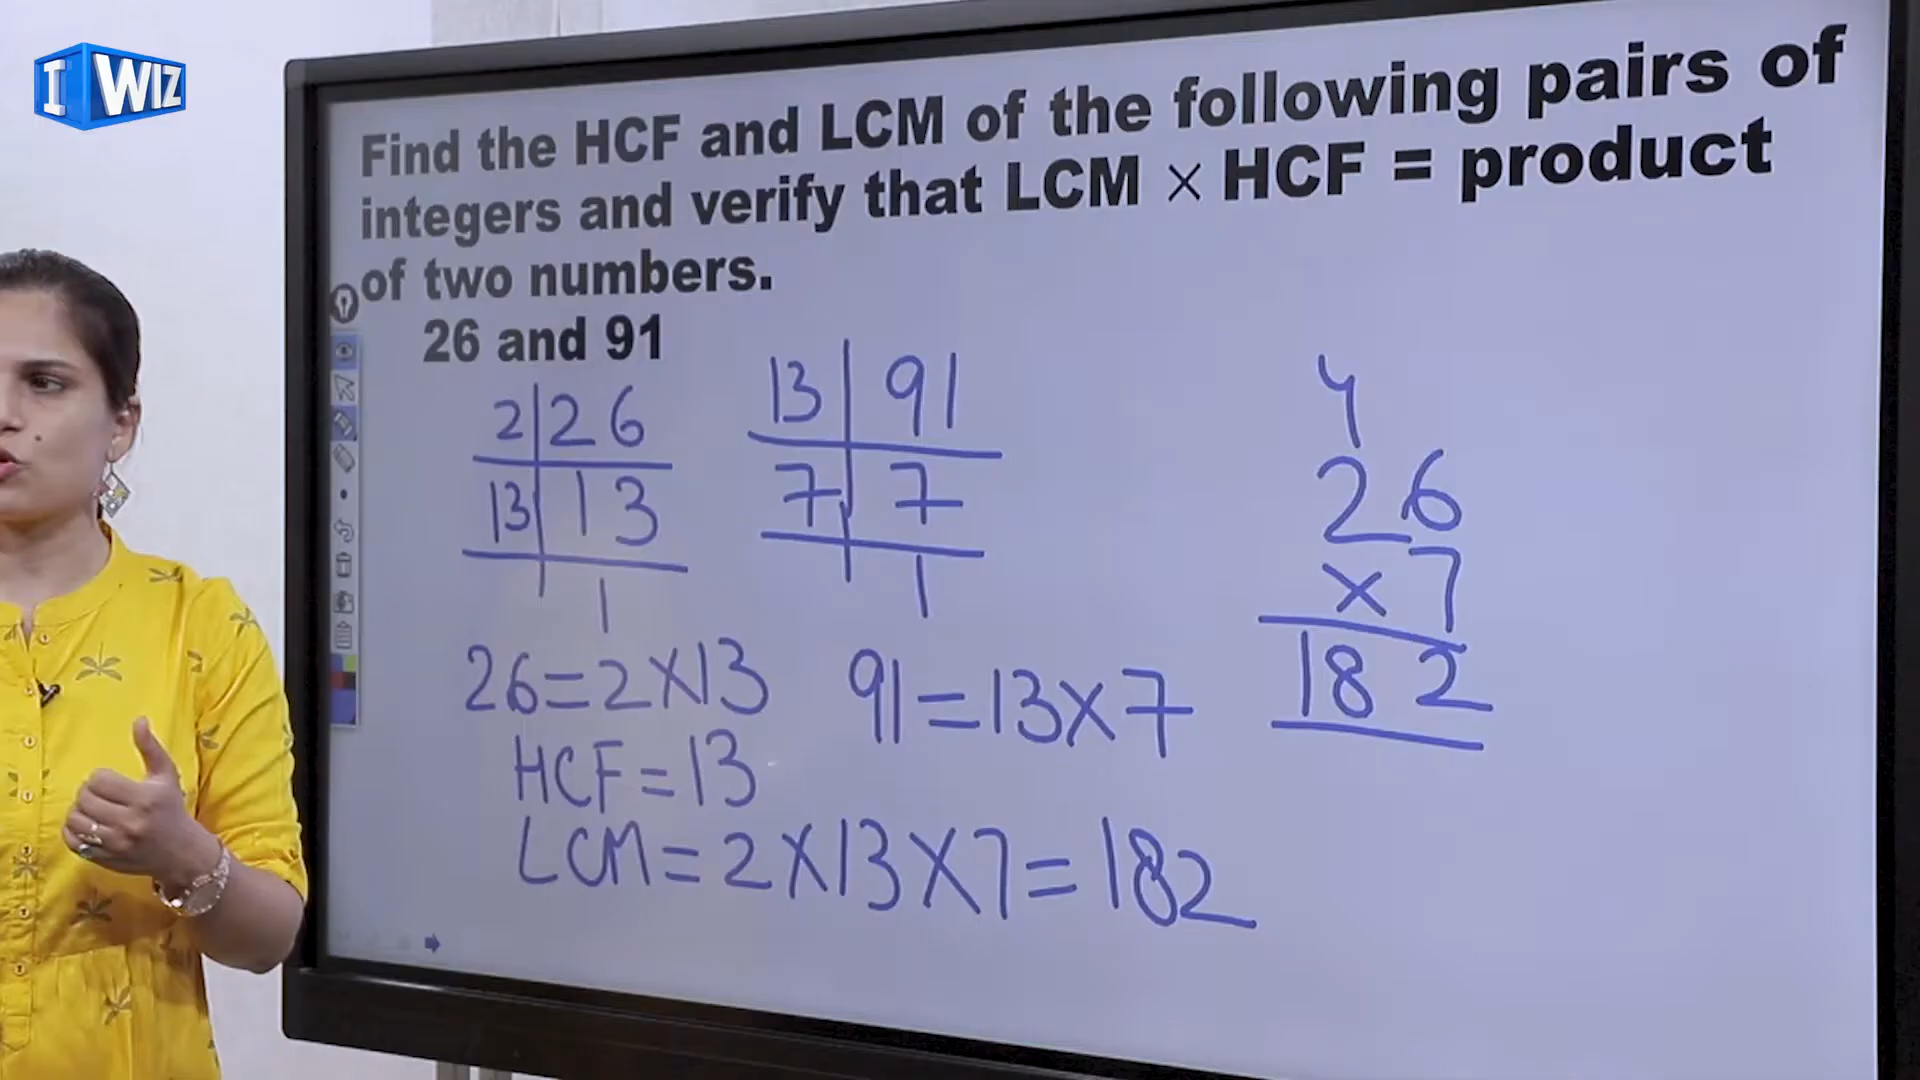 I WIZ
Find the HCF and LCM of the following pairs of
integers and verify that LCM × HCF = product
of two numbers.
26 and 91
2 | 26
13 | 13
1
13 | 91
7 | 7
1
4
26
×7
182
26=2×13
91=13×7
HCF=13
LCM=2×13×7=182